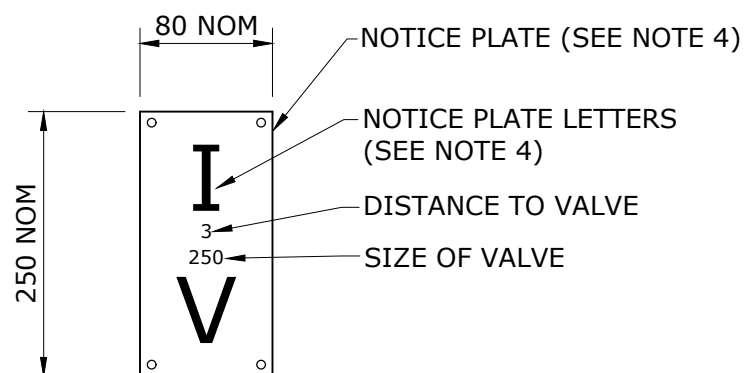 80 NOM
NOTICE PLATE (SEE NOTE 4)
NOTICE PLATE LETTERS
(SEE NOTE 4)
DISTANCE TO VALVE
SIZE OF VALVE
250 NOM
I
3
250
V